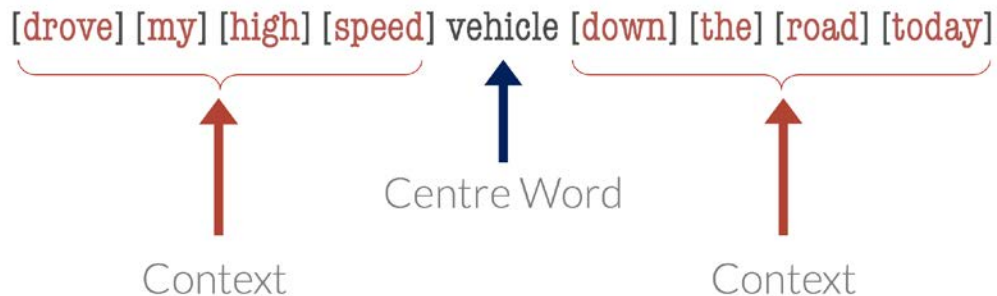 [drove] [my] [high] [speed] vehicle [down] [the] [road] [today]
Centre Word
Context
Context